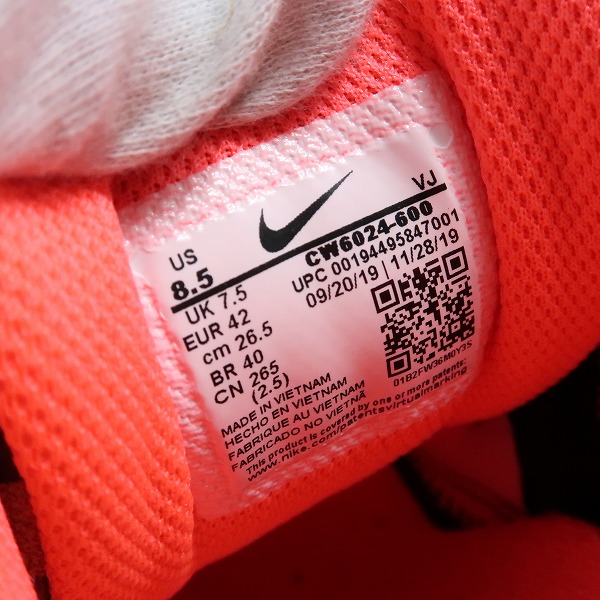 VJ
US
8.5
CW6024-600
UK 7.5
UPC 00194495847001
EUR 42
09/20/19 | 11/28/19
cm 26.5
BR 40
CN 265
(2.5)
01B2FW36M0Y3S
MADE IN VIETNAM
HECHO EN VIETNAM
FABRIQUE AU VIETNAM
FABRICADO NO VIETNÃ
This product is covered by one or more patents:
www.nike.com/patentsvirtualmarking